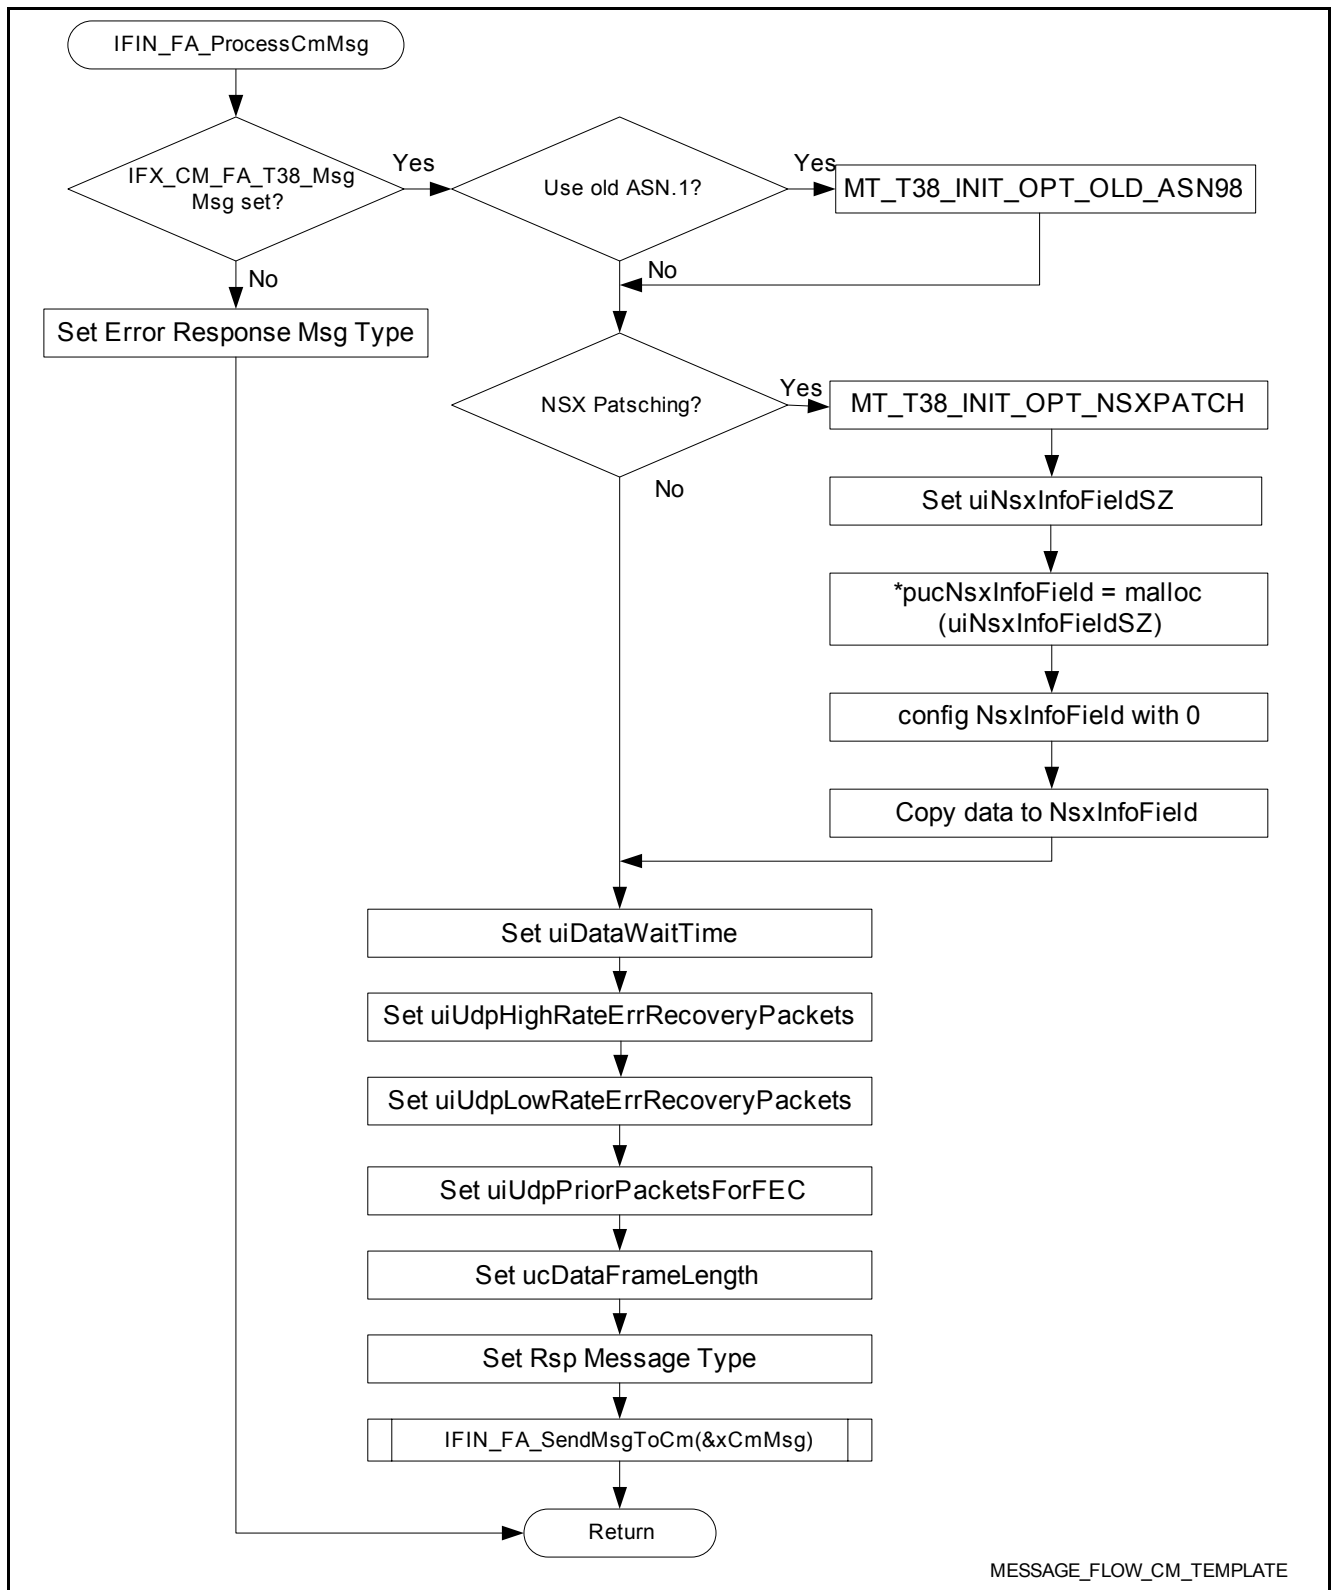 IFIN_FA_ProcessCmMsg
IFX_CM_FA_T38_Msg
Msg set?
Yes
Use old ASN.1?
Yes
MT_T38_INIT_OPT_OLD_ASN98
No
No
Set Error Response Msg Type
NSX Patsching?
Yes
MT_T38_INIT_OPT_NSXPATCH
No
Set uiNsxInfoFieldSZ
*pucNsxInfoField = malloc
(uiNsxInfoFieldSZ)
config NsxInfoField with 0
Copy data to NsxInfoField
Set uiDataWaitTime
Set uiUdpHighRateErrRecoveryPackets
Set uiUdpLowRateErrRecoveryPackets
Set uiUdpPriorPacketsForFEC
Set ucDataFrameLength
Set Rsp Message Type
IFIN_FA_SendMsgToCm(&xCmMsg)
Return
MESSAGE_FLOW_CM_TEMPLATE